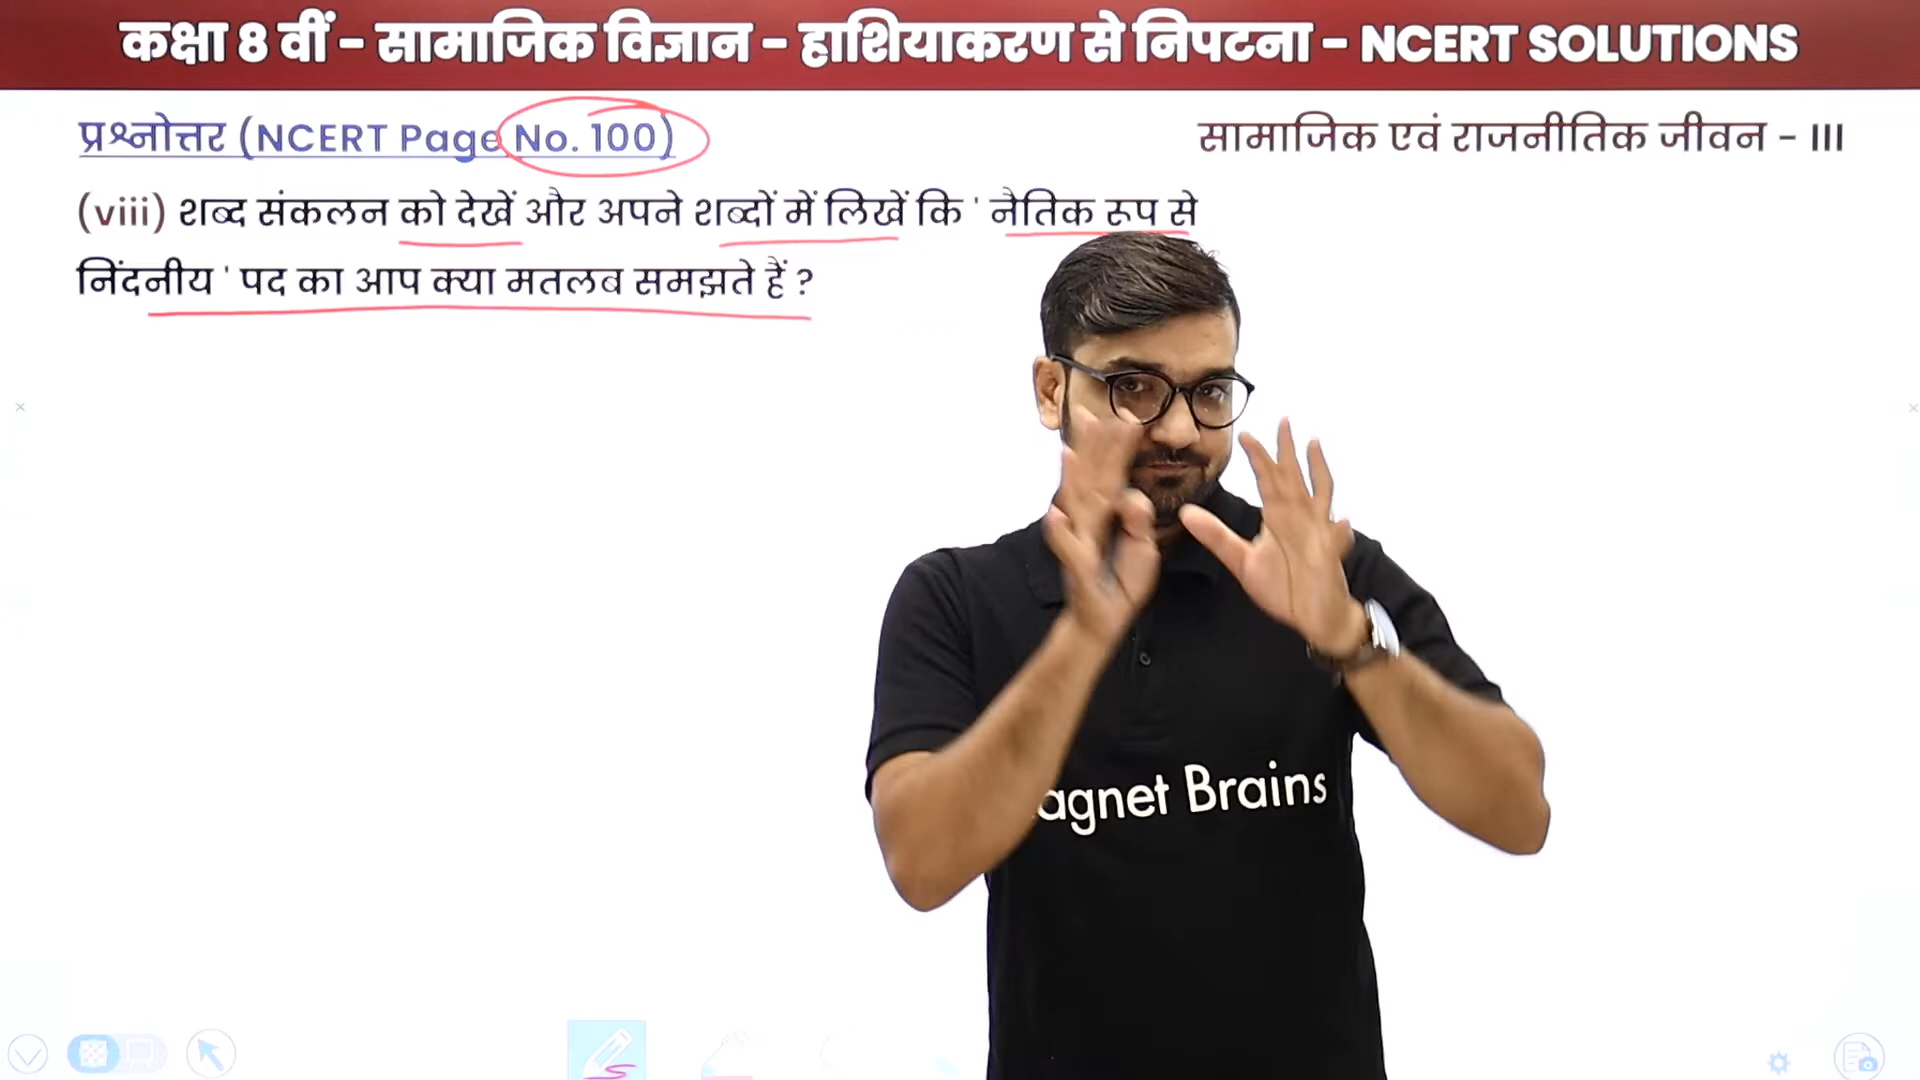 कक्षा 8 वीं - सामाजिक विज्ञान - हाशियाकरण से निपटना - NCERT SOLUTIONS
प्रश्नोत्तर (NCERT Page No. 100)
सामाजिक एवं राजनीतिक जीवन - III
(viii) शब्द संकलन को देखें और अपने शब्दों में लिखें कि ' नैतिक रूप से
निंदनीय ' पद का आप क्या मतलब समझते हैं ?
agnet Brains